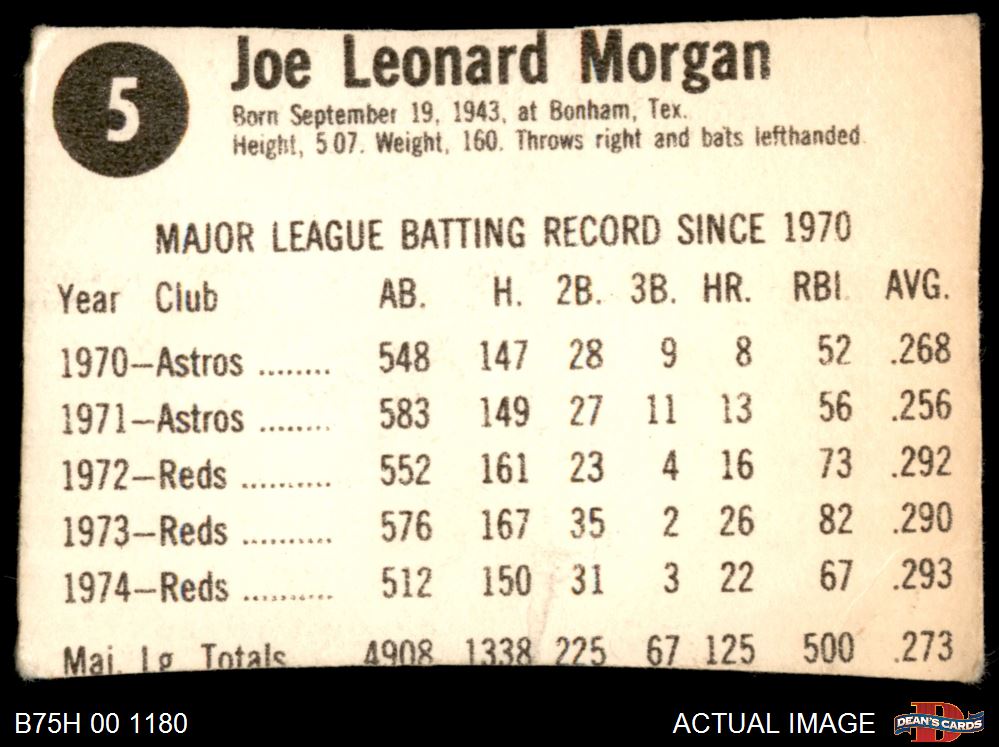 5
Joe Leonard Morgan
Born September 19, 1943, at Bonham, Tex.
Height, 5 07. Weight, 160. Throws right and bats lefthanded.
MAJOR LEAGUE BATTING RECORD SINCE 1970
Year Club AB. H. 2B. 3B. HR. RBI. AVG.
1970—Astros ........ 548 147 28 9 8 52 .268
1971—Astros ........ 583 149 27 11 13 56 .256
1972—Reds .......... 552 161 23 4 16 73 .292
1973—Reds .......... 576 167 35 2 26 82 .290
1974—Reds .......... 512 150 31 3 22 67 .293
Maj. Lg. Totals 4908 1338 225 67 125 500 .273
B75H 00 1180 ACTUAL IMAGE D DEAN'S CARDS